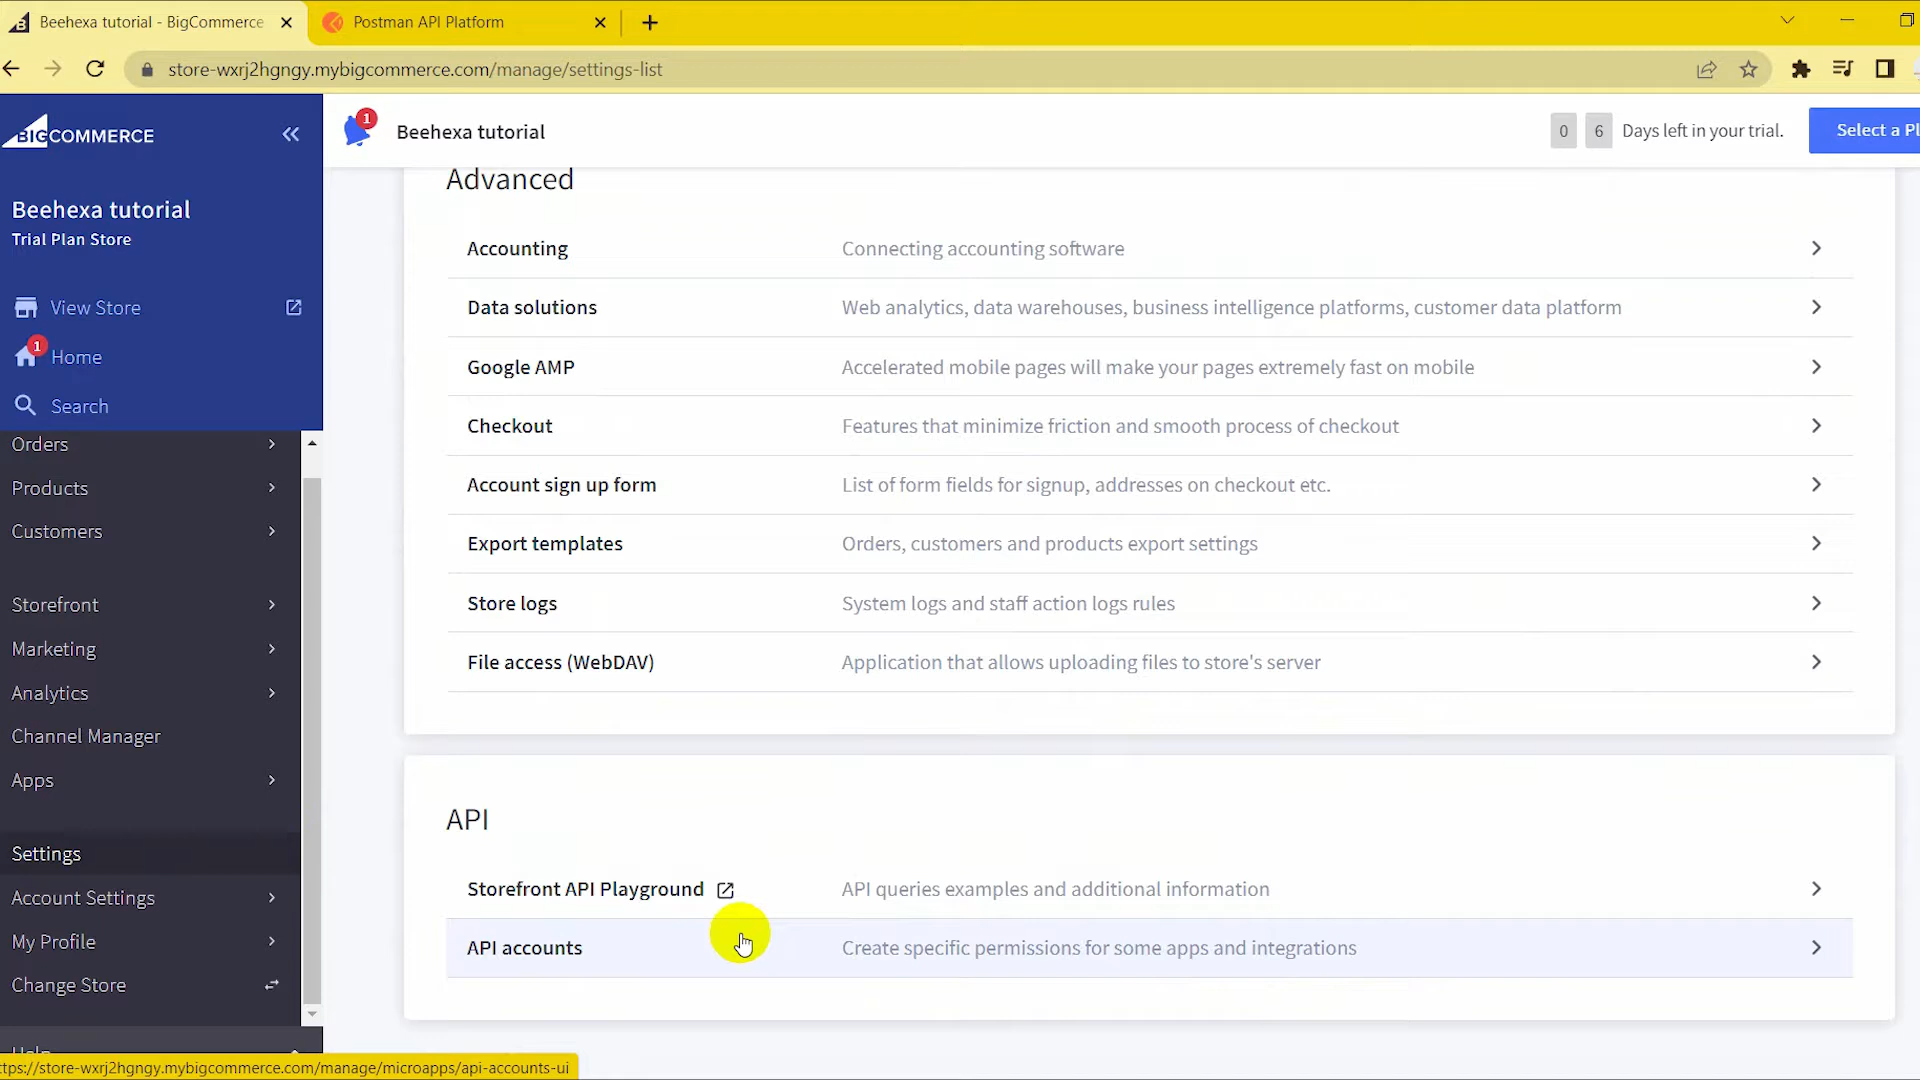 Beehexa tutorial - BigCommerce
Postman API Platform
store-wxrj2hgngy.mybigcommerce.com/manage/settings-list
BIGCOMMERCE
1
Beehexa tutorial
0 6 Days left in your trial.
Select a Pl
Beehexa tutorial
Trial Plan Store
View Store
1
Home
Search
Orders
Products
Customers
Storefront
Marketing
Analytics
Channel Manager
Apps
Settings
Account Settings
My Profile
Change Store
Advanced
Accounting Connecting accounting software
Data solutions Web analytics, data warehouses, business intelligence platforms, customer data platform
Google AMP Accelerated mobile pages will make your pages extremely fast on mobile
Checkout Features that minimize friction and smooth process of checkout
Account sign up form List of form fields for signup, addresses on checkout etc.
Export templates Orders, customers and products export settings
Store logs System logs and staff action logs rules
File access (WebDAV) Application that allows uploading files to store's server
API
Storefront API Playground API queries examples and additional information
API accounts Create specific permissions for some apps and integrations
ttps://store-wxrj2hgngy.mybigcommerce.com/manage/microapps/api-accounts-ui